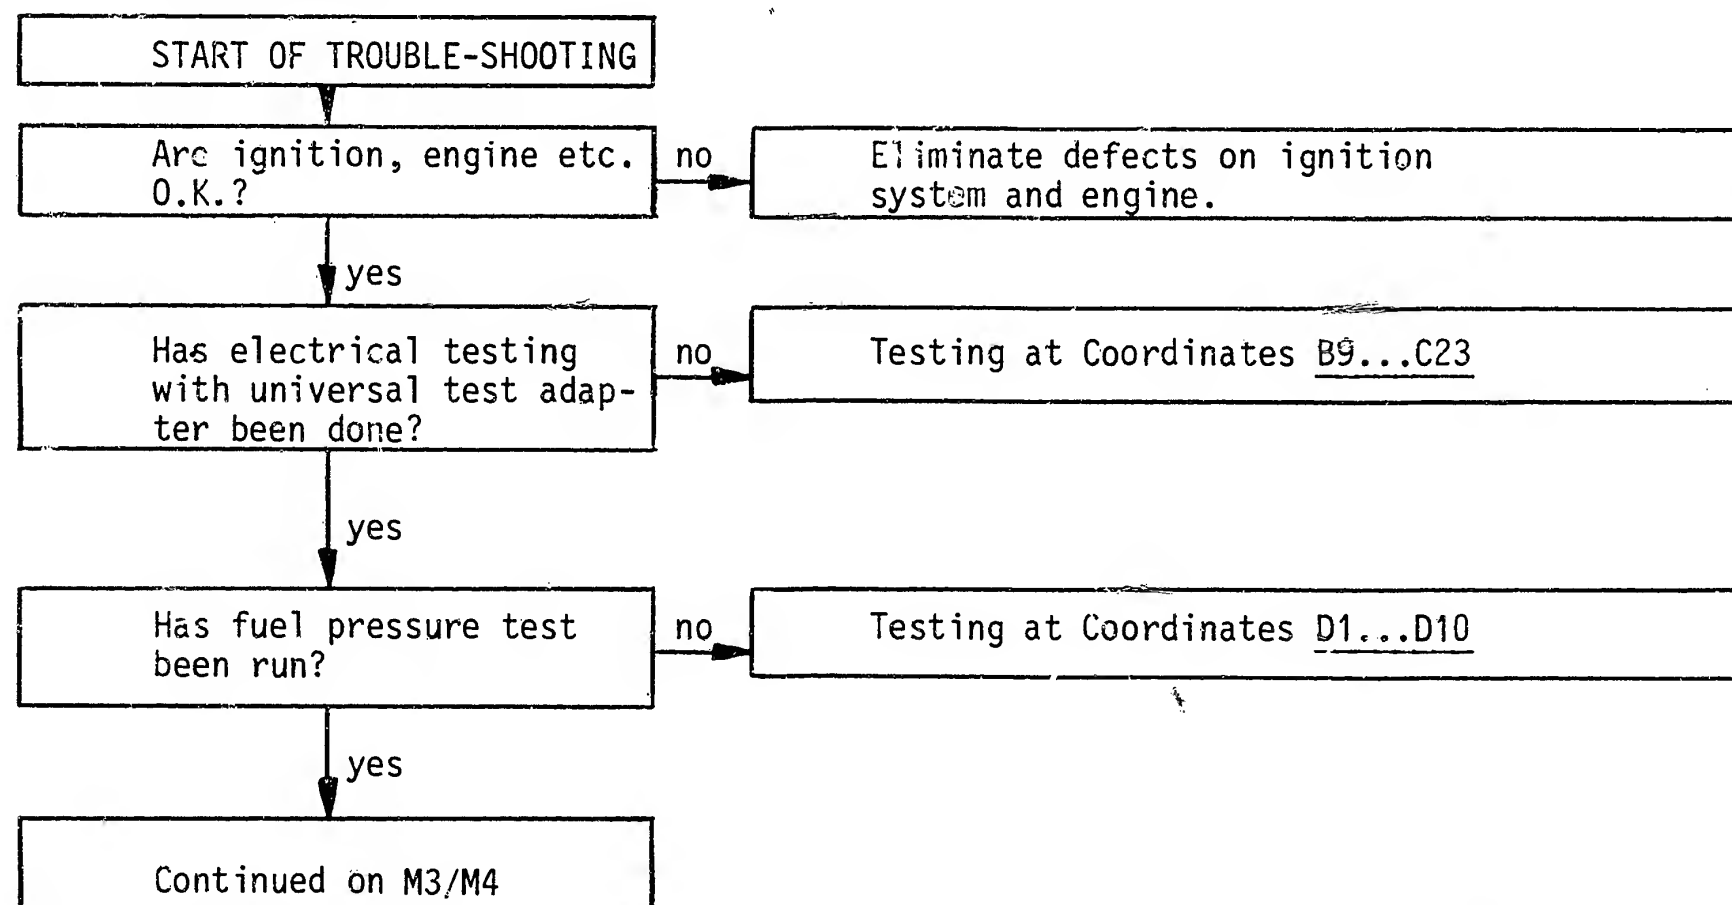 START OF TROUBLE-SHOOTING
Are ignition, engine etc.
O.K.?
no
Eliminate defects on ignition
system and engine.
yes
Has electrical testing
with universal test adap-
ter been done?
no
Testing at Coordinates B9...C23
yes
Has fuel pressure test
been run?
no
Testing at Coordinates D1...D10
yes
Continued on M3/M4